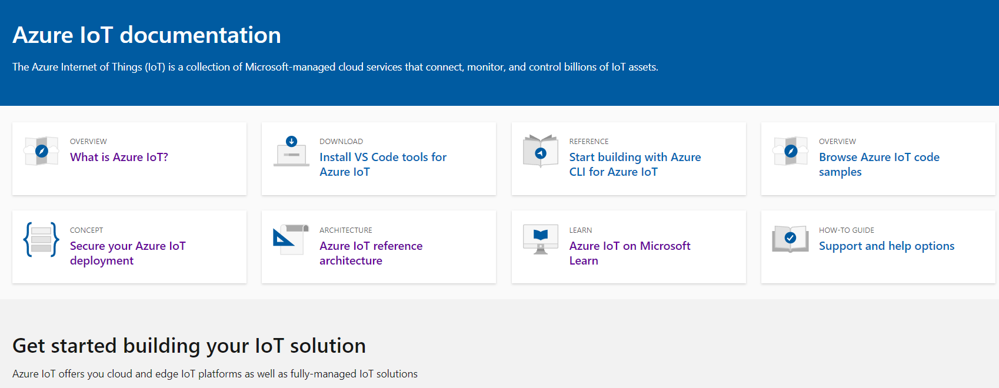 Azure IoT documentation
The Azure Internet of Things (IoT) is a collection of Microsoft-managed cloud services that connect, monitor, and control billions of IoT assets.
OVERVIEW
What is Azure IoT?
DOWNLOAD
Install VS Code tools for
Azure IoT
REFERENCE
Start building with Azure
CLI for Azure IoT
OVERVIEW
Browse Azure IoT code
samples
CONCEPT
Secure your Azure IoT
deployment
ARCHITECTURE
Azure IoT reference
architecture
LEARN
Azure IoT on Microsoft
Learn
HOW-TO GUIDE
Support and help options
Get started building your IoT solution
Azure IoT offers you cloud and edge IoT platforms as well as fully-managed IoT solutions